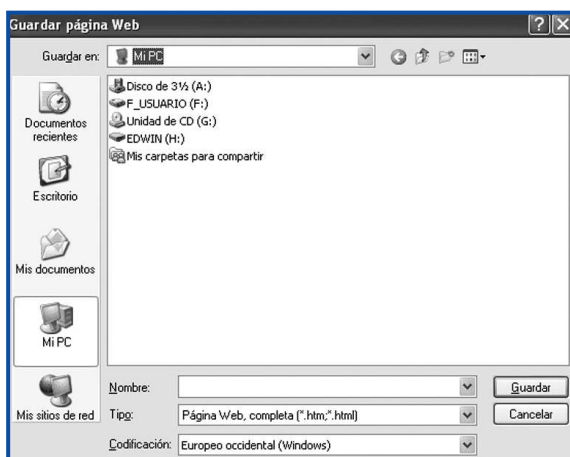 Guardar página Web
Guardar en:
Mi PC
Disco de 3½ (A:)
F_USUARIO (F:)
Unidad de CD (G:)
EDWIN (H:)
Mis carpetas para compartir
Documentos
recientes
Escritorio
Mis documentos
Mi PC
Mis sitios de red
Nombre:
Guardar
Tipo:
Página Web, completa (*.htm;*.html)
Cancelar
Codificación:
Europeo occidental (Windows)